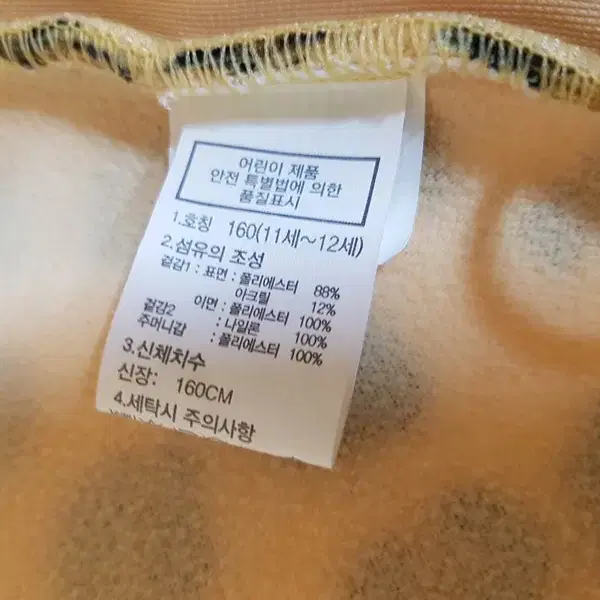 어린이 제품
안전 특별법에 의한
품질표시
1.호칭 160(11세~12세)
2.섬유의 조성
겉감1 : 표면 : 폴리에스터 88%
아크릴 12%
이면 : 폴리에스터 100%
겉감2 : 나일론 100%
주머니감 : 폴리에스터 100%
3.신체치수
신장: 160CM
4.세탁시 주의사항